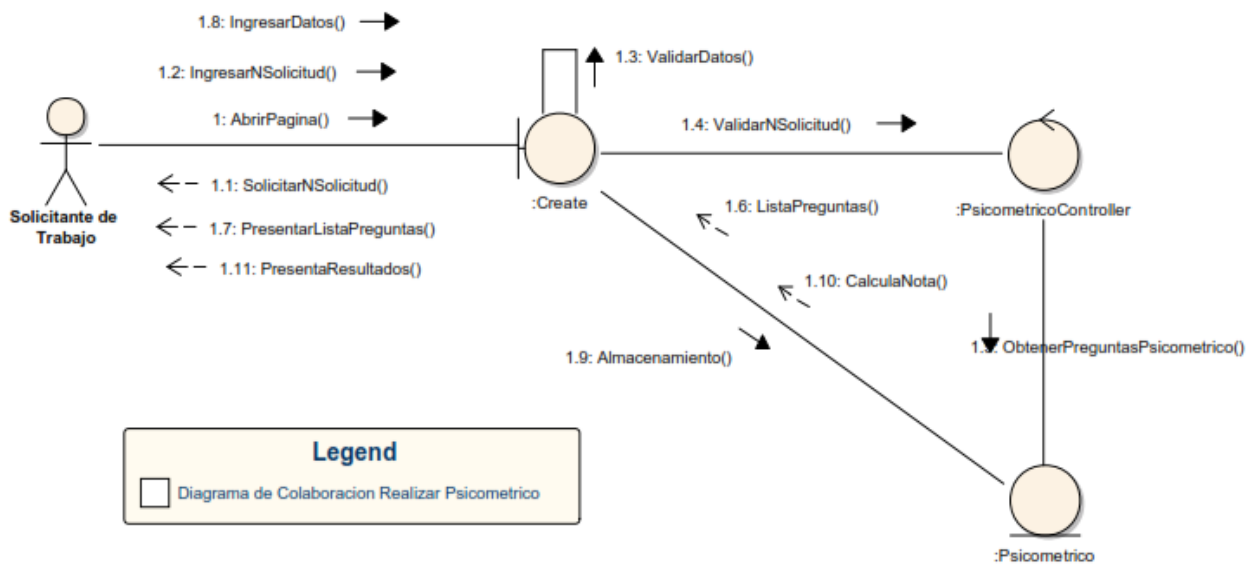 1.8: IngresarDatos()
1.2: IngresarNSolicitud()
1.3: ValidarDatos()
1: AbrirPagina()
1.4: ValidarNSolicitud()
1.1: SolicitarNSolicitud()
:Create
1.6: ListaPreguntas()
:PsicometricoController
Solicitante de
Trabajo
1.7: PresentarListaPreguntas()
1.11: PresentaResultados()
1.10: CalculaNota()
1.9: Almacenamiento()
ObtenerPreguntasPsicometrico()
Legend
Diagrama de Colaboracion Realizar Psicometrico
:Psicometrico